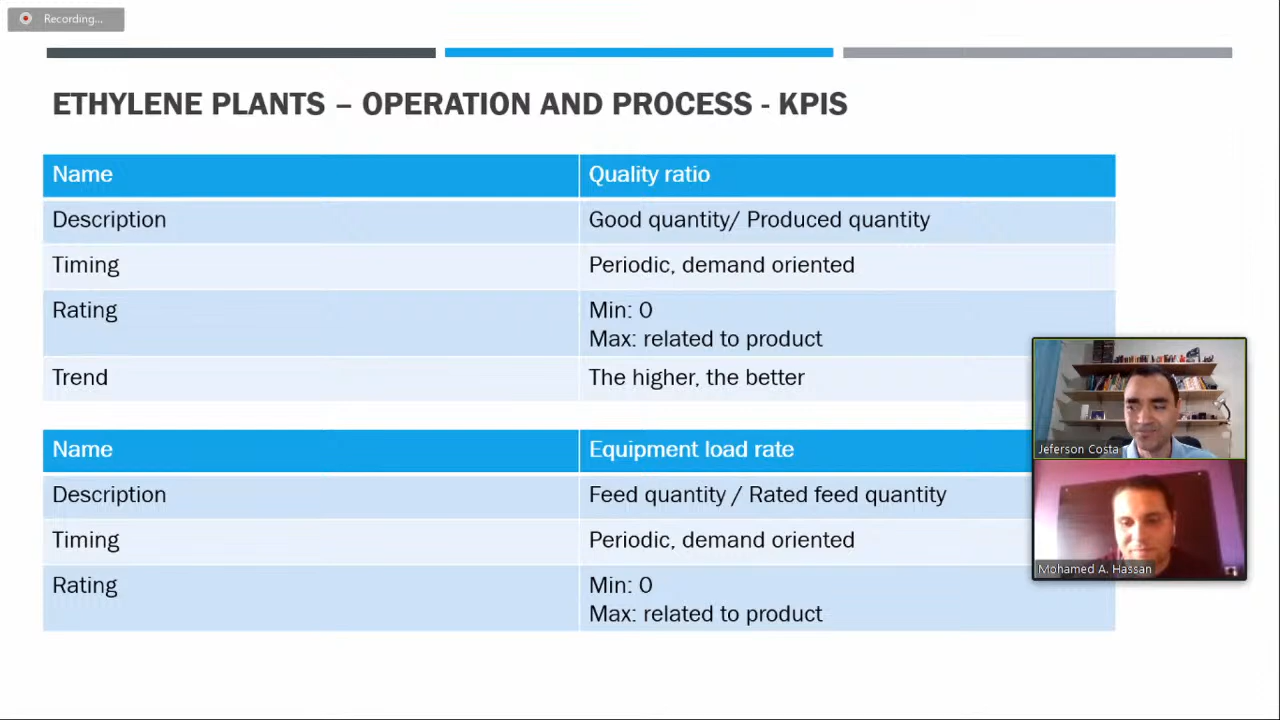 Recording...
ETHYLENE PLANTS – OPERATION AND PROCESS - KPIS
Name Quality ratio
Description Good quantity/ Produced quantity
Timing Periodic, demand oriented
Rating Min: 0
Max: related to product
Trend The higher, the better
Name Equipment load rate
Description Feed quantity / Rated feed quantity
Timing Periodic, demand oriented
Rating Min: 0
Max: related to product
Jeferson Costa
Mohamed A. Hassan